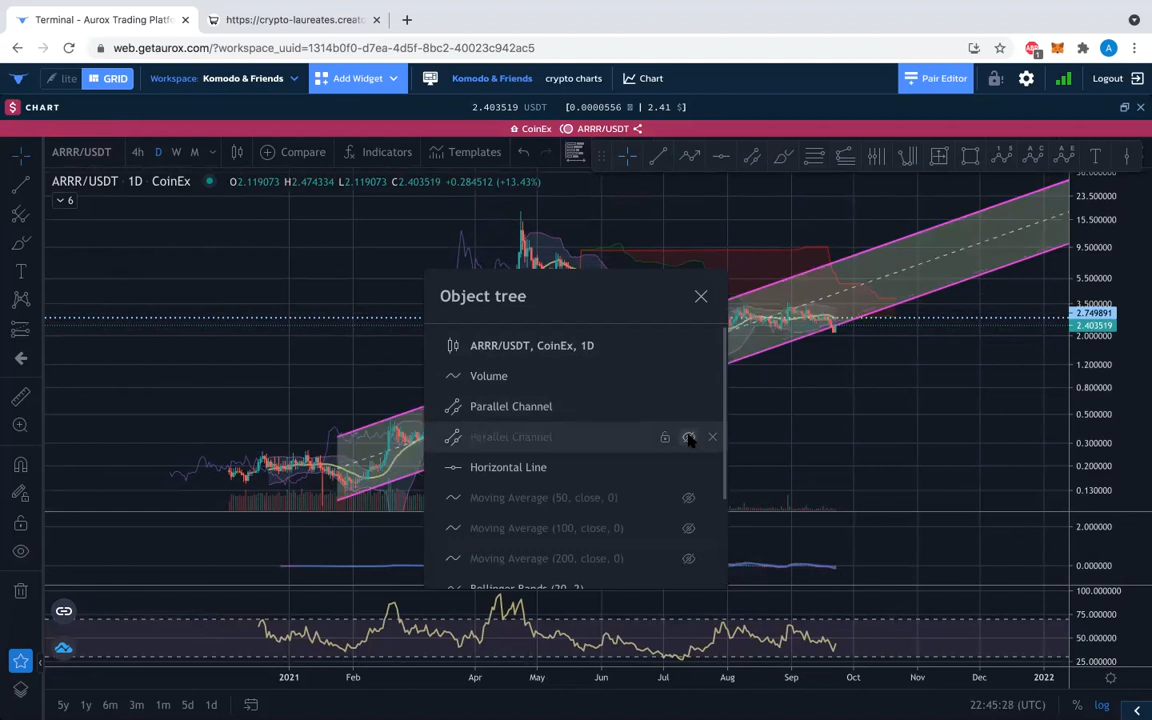 Terminal - Aurox Trading Platfo
https://crypto-laureates.creato
web.getaurox.com/?workspace_uuid=1314b0f0-d7ea-4d5f-8bc2-40023c942ac5
ABP
1
A
lite
GRID
Workspace: Komodo & Friends
Add Widget
Komodo & Friends
crypto charts
Chart
Pair Editor
Logout
$ CHART
2.403519 USDT
[0.0000556 ₿ | 2.41 $]
CoinEx
ARRR/USDT
ARRR/USDT
4h
D
W
M
Compare
Indicators
Templates
ARRR/USDT · 1D · CoinEx
O2.119073 H2.474334 L2.119073 C2.403519 +0.284512 (+13.43%)
6
23.500000
15.500000
9.500000
5.500000
3.500000
2.749891
2.403519
2.000000
1.200000
0.800000
0.500000
0.300000
0.200000
0.130000
2.000000
0.000000
100.000000
75.000000
50.000000
25.000000
Object tree
ARRR/USDT, CoinEx, 1D
Volume
Parallel Channel
Parallel Channel
Horizontal Line
Moving Average (50, close, 0)
Moving Average (100, close, 0)
Moving Average (200, close, 0)
Bollinger Bands (20, 2)
2021
Feb
Apr
May
Jun
Jul
Aug
Sep
Oct
Nov
Dec
2022
5y
1y
6m
3m
1m
5d
1d
22:45:28 (UTC)
%
log